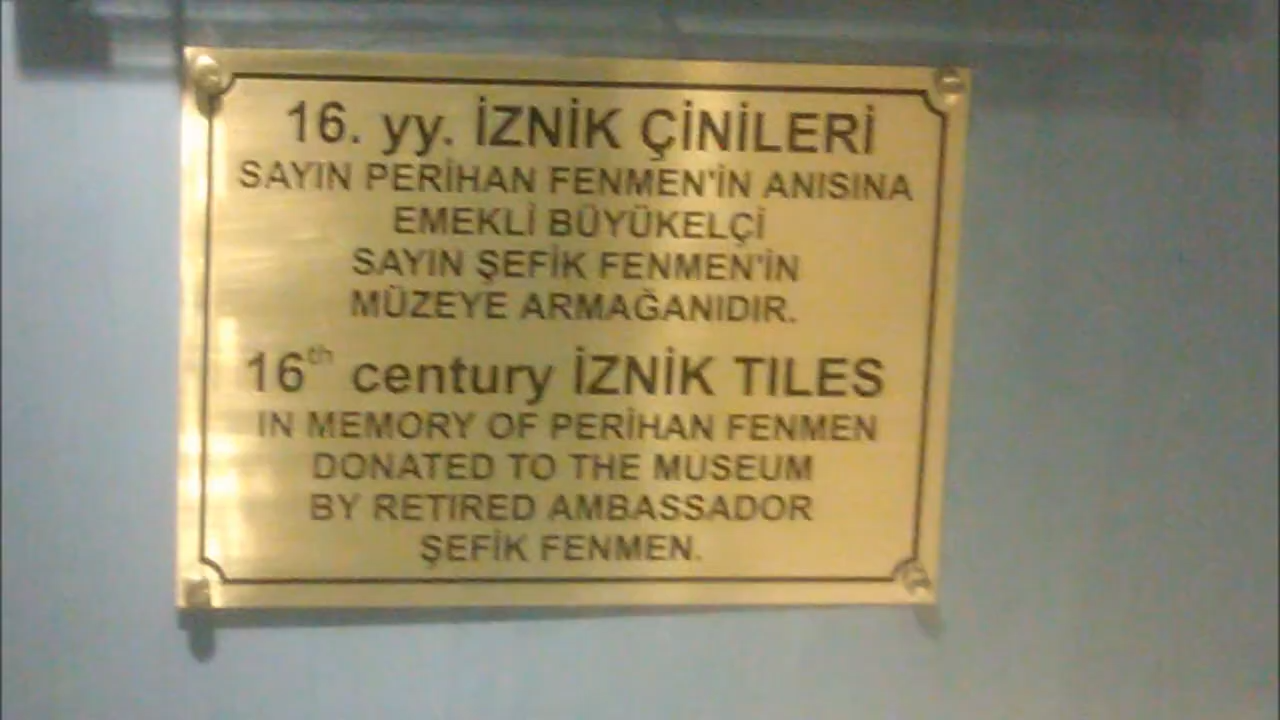 16. yy. İZNİK ÇİNİLERİ
SAYIN PERİHAN FENMEN'İN ANISINA
EMEKLİ BÜYÜKELÇİ
SAYIN ŞEFİK FENMEN'İN
MÜZEYE ARMAĞANIDIR.
16th century İZNİK TILES
IN MEMORY OF PERİHAN FENMEN
DONATED TO THE MUSEUM
BY RETIRED AMBASSADOR
ŞEFİK FENMEN.